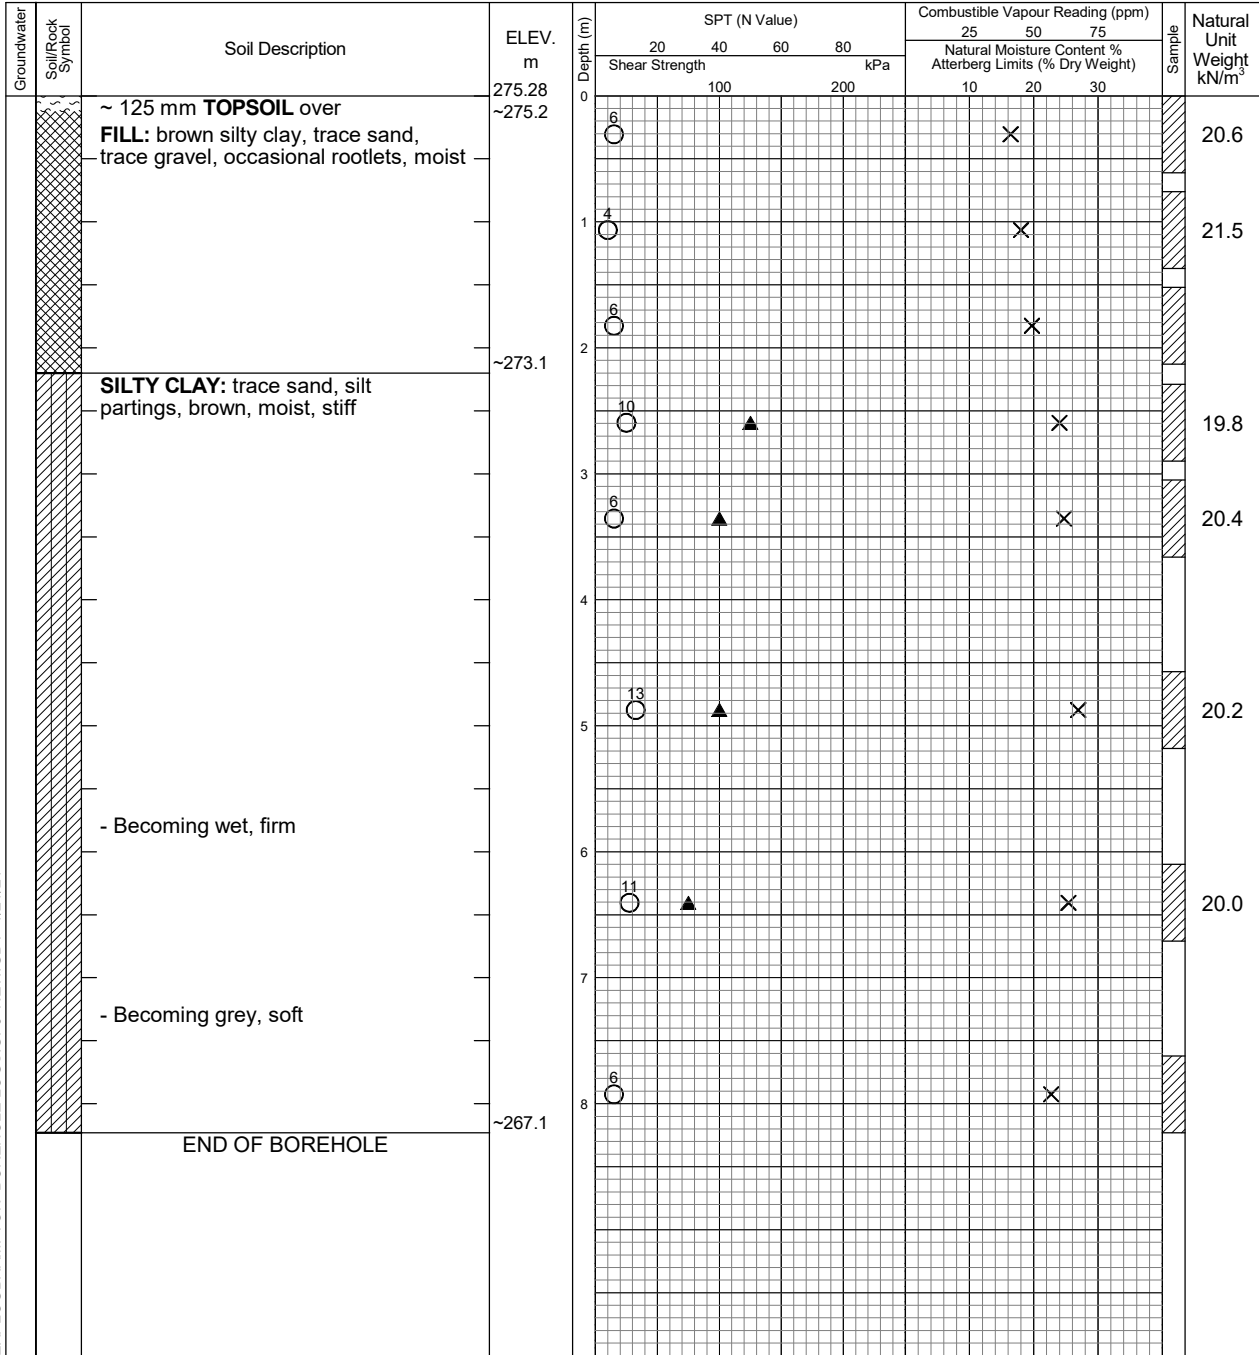 Groundwater
Soil/Rock
Symbol
Soil Description
ELEV.
m
275.28
Depth (m)
SPT (N Value)
20 40 60 80
Shear Strength kPa
100 200
Combustible Vapour Reading (ppm)
25 50 75
Natural Moisture Content %
Atterberg Limits (% Dry Weight)
10 20 30
Sample
Natural
Unit
Weight
kN/m³
0
~ 125 mm TOPSOIL over
~275.2
FILL: brown silty clay, trace sand,
trace gravel, occasional rootlets, moist
6
20.6
1
4
21.5
6
2
~273.1
SILTY CLAY: trace sand, silt
partings, brown, moist, stiff
10
19.8
3
6
20.4
4
13
20.2
5
- Becoming wet, firm
6
11
20.0
7
- Becoming grey, soft
6
8
~267.1
END OF BOREHOLE